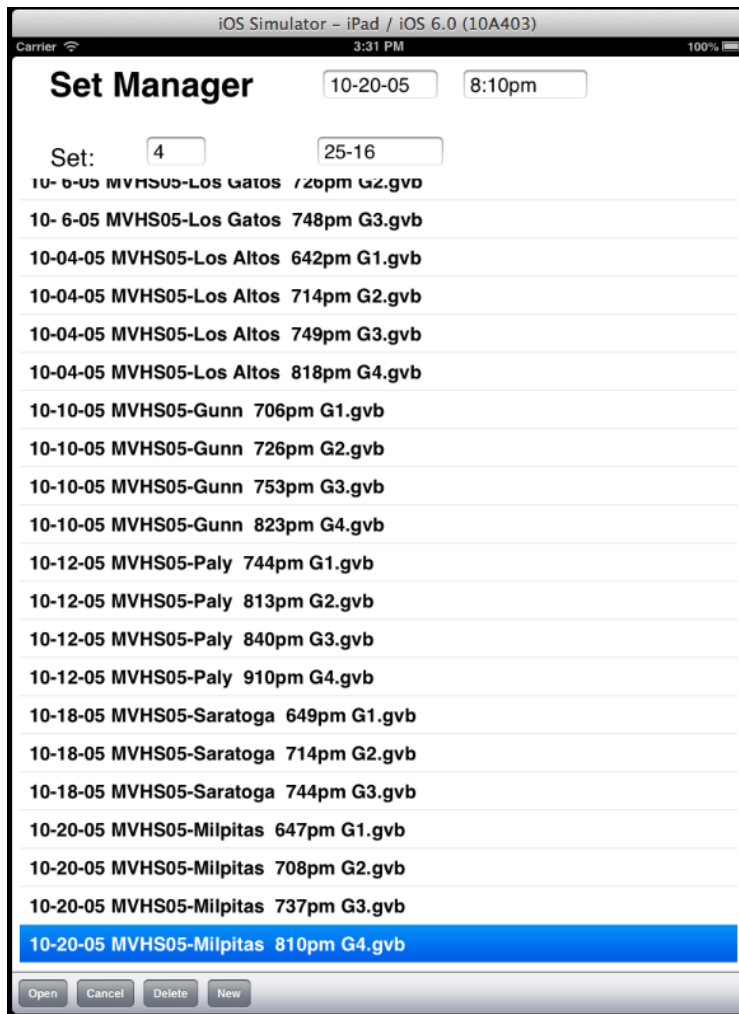 iOS Simulator – iPad / iOS 6.0 (10A403)
Carrier 3:31 PM 100%
Set Manager 10-20-05 8:10pm
Set: 4 25-16
10- 6-05 MVHS05-Los Gatos 726pm G2.gvb
10- 6-05 MVHS05-Los Gatos 748pm G3.gvb
10-04-05 MVHS05-Los Altos 642pm G1.gvb
10-04-05 MVHS05-Los Altos 714pm G2.gvb
10-04-05 MVHS05-Los Altos 749pm G3.gvb
10-04-05 MVHS05-Los Altos 818pm G4.gvb
10-10-05 MVHS05-Gunn 706pm G1.gvb
10-10-05 MVHS05-Gunn 726pm G2.gvb
10-10-05 MVHS05-Gunn 753pm G3.gvb
10-10-05 MVHS05-Gunn 823pm G4.gvb
10-12-05 MVHS05-Paly 744pm G1.gvb
10-12-05 MVHS05-Paly 813pm G2.gvb
10-12-05 MVHS05-Paly 840pm G3.gvb
10-12-05 MVHS05-Paly 910pm G4.gvb
10-18-05 MVHS05-Saratoga 649pm G1.gvb
10-18-05 MVHS05-Saratoga 714pm G2.gvb
10-18-05 MVHS05-Saratoga 744pm G3.gvb
10-20-05 MVHS05-Milpitas 647pm G1.gvb
10-20-05 MVHS05-Milpitas 708pm G2.gvb
10-20-05 MVHS05-Milpitas 737pm G3.gvb
10-20-05 MVHS05-Milpitas 810pm G4.gvb
Open Cancel Delete New